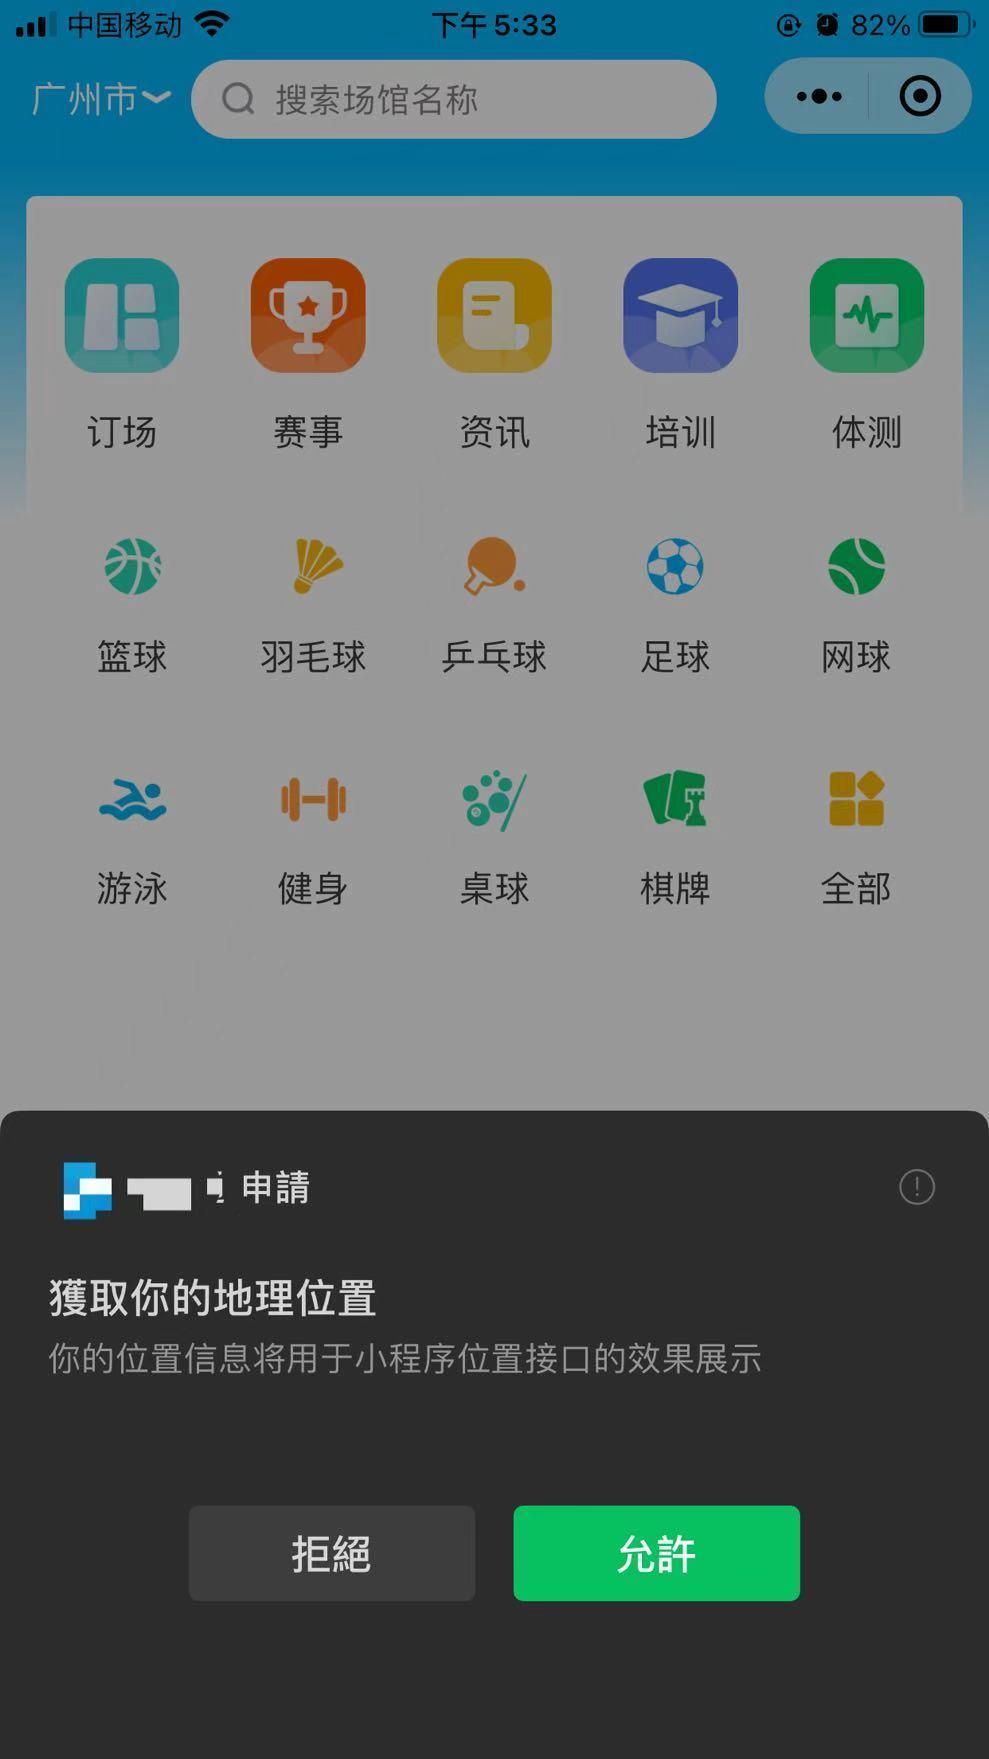 中国移动 下午5:33 82%
广州市 搜索场馆名称
订场 赛事 资讯 培训 体测
篮球 羽毛球 乒乓球 足球 网球
游泳 健身 桌球 棋牌 全部
申請
獲取你的地理位置
你的位置信息将用于小程序位置接口的效果展示
拒絕 允許